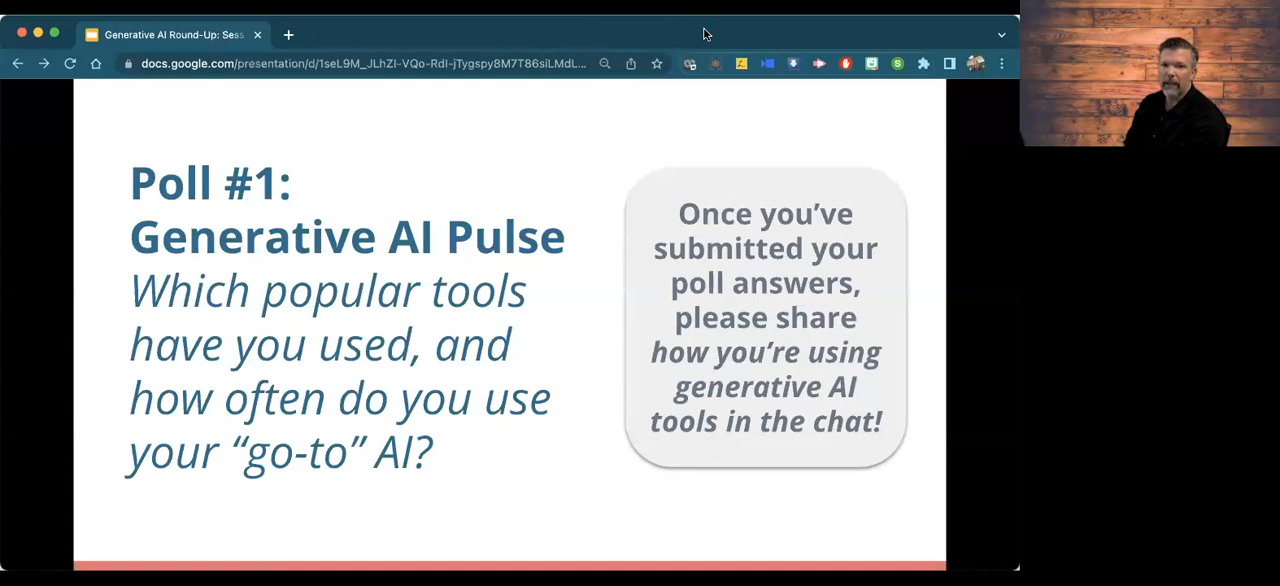 Generative AI Round-Up: Sess
docs.google.com/presentation/d/1seL9M_JLhZI-VQo-RdI-jTygspy8M7T86siLMdL...
Poll #1:
Generative AI Pulse
Which popular tools
have you used, and
how often do you use
your “go-to” AI?
Once you’ve
submitted your
poll answers,
please share
how you’re using
generative AI
tools in the chat!